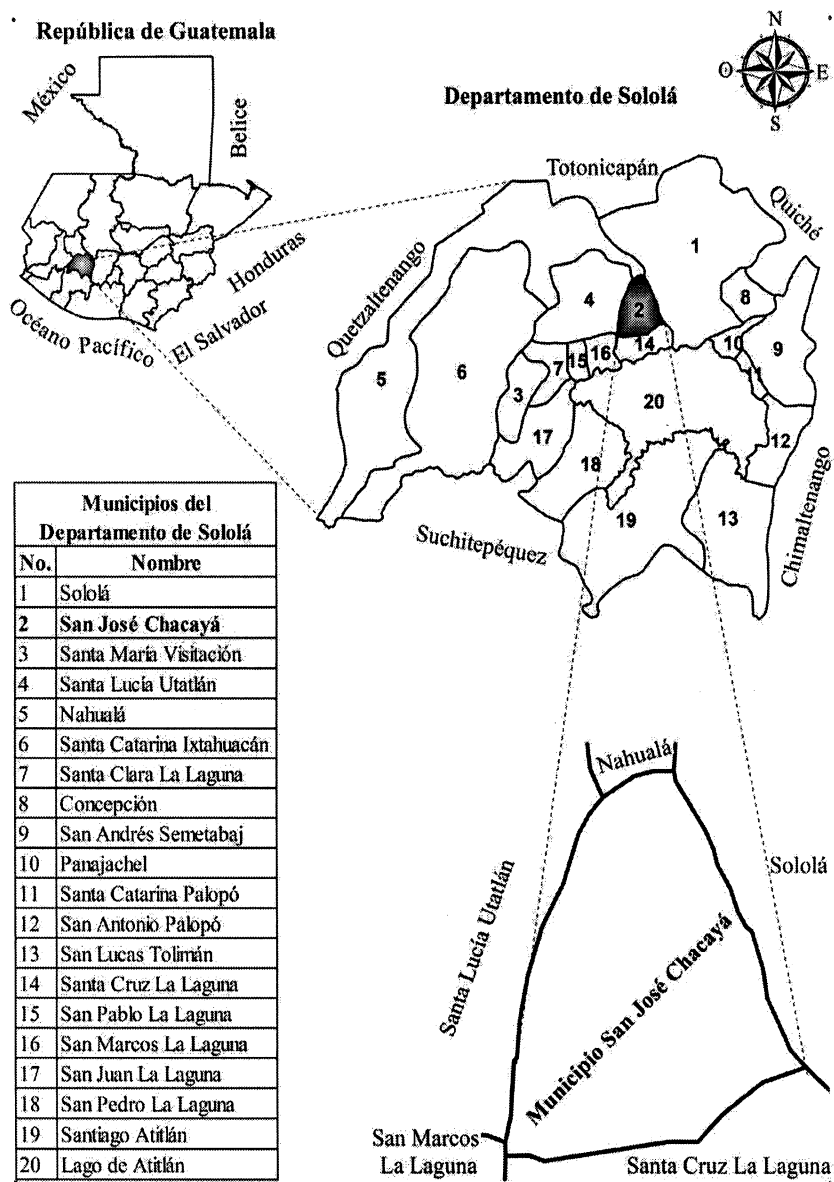 República de Guatemala
México
Belice
Honduras
El Salvador
Océano Pacífico
N
O
E
S
Departamento de Sololá
Totonicapán
Quiché
Quetzaltenango
Suchitepéquez
Chimaltenango
1
2
3
4
5
6
7
8
9
10
11
12
13
14
15
16
17
18
19
20
Municipios del
Departamento de Sololá
No. Nombre
1 Sololá
2 San José Chacayá
3 Santa María Visitación
4 Santa Lucía Utatlán
5 Nahualá
6 Santa Catarina Ixtahuacán
7 Santa Clara La Laguna
8 Concepción
9 San Andrés Semetabaj
10 Panajachel
11 Santa Catarina Palopó
12 San Antonio Palopó
13 San Lucas Tolimán
14 Santa Cruz La Laguna
15 San Pablo La Laguna
16 San Marcos La Laguna
17 San Juan La Laguna
18 San Pedro La Laguna
19 Santiago Atitlán
20 Lago de Atitlán
Nahualá
Santa Lucía Utatlán
Sololá
Municipio San José Chacayá
San Marcos
La Laguna
Santa Cruz La Laguna